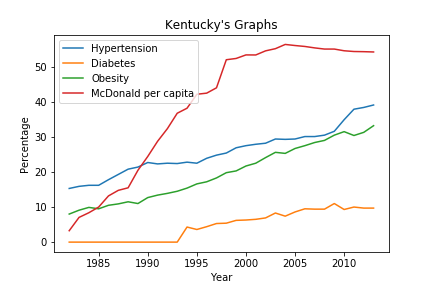 Kentucky's Graphs
Hypertension
Diabetes
Obesity
McDonald per capita
Percentage
50
40
30
20
10
0
1985 1990 1995 2000 2005 2010
Year